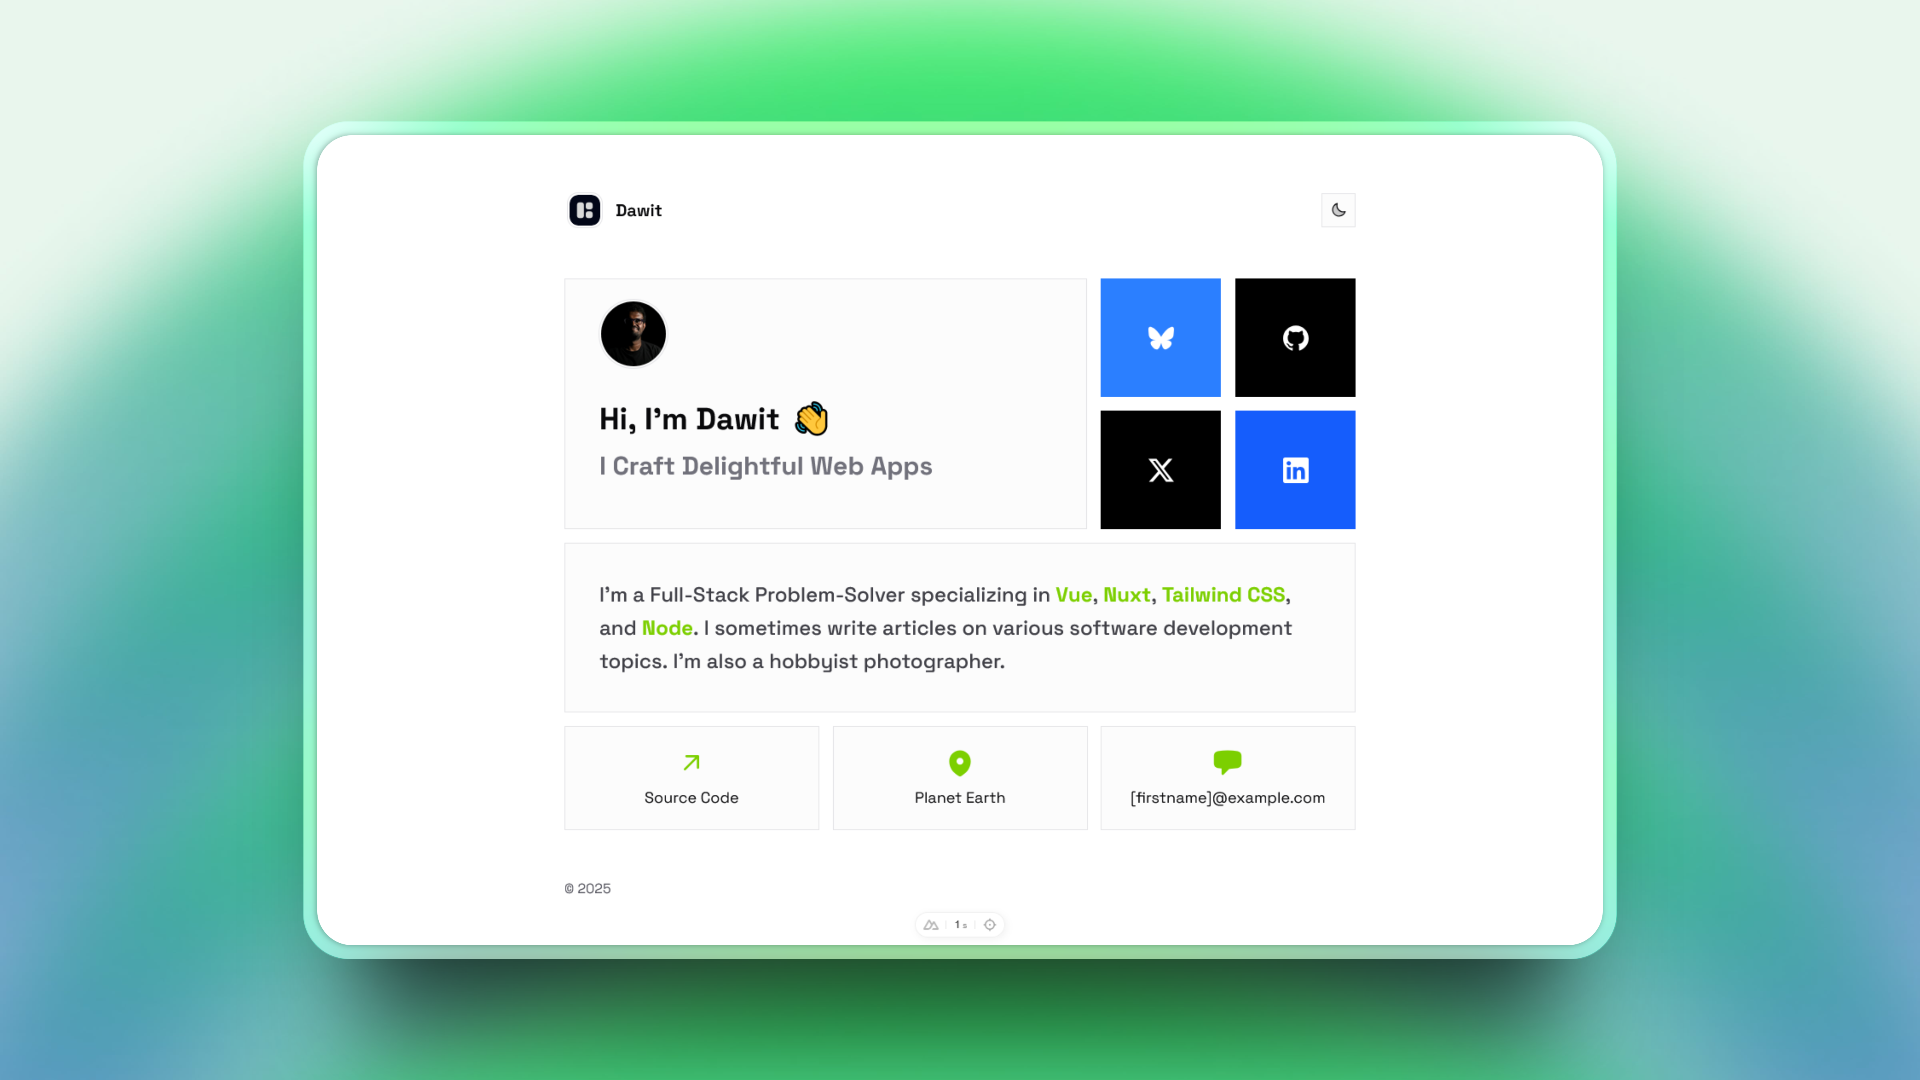 Dawit
Hi, I'm Dawit 👋
I Craft Delightful Web Apps
in
I'm a Full-Stack Problem-Solver specializing in Vue, Nuxt, Tailwind CSS,
and Node. I sometimes write articles on various software development
topics. I'm also a hobbyist photographer.
Source Code
Planet Earth
[firstname]@example.com
© 2025
1 s